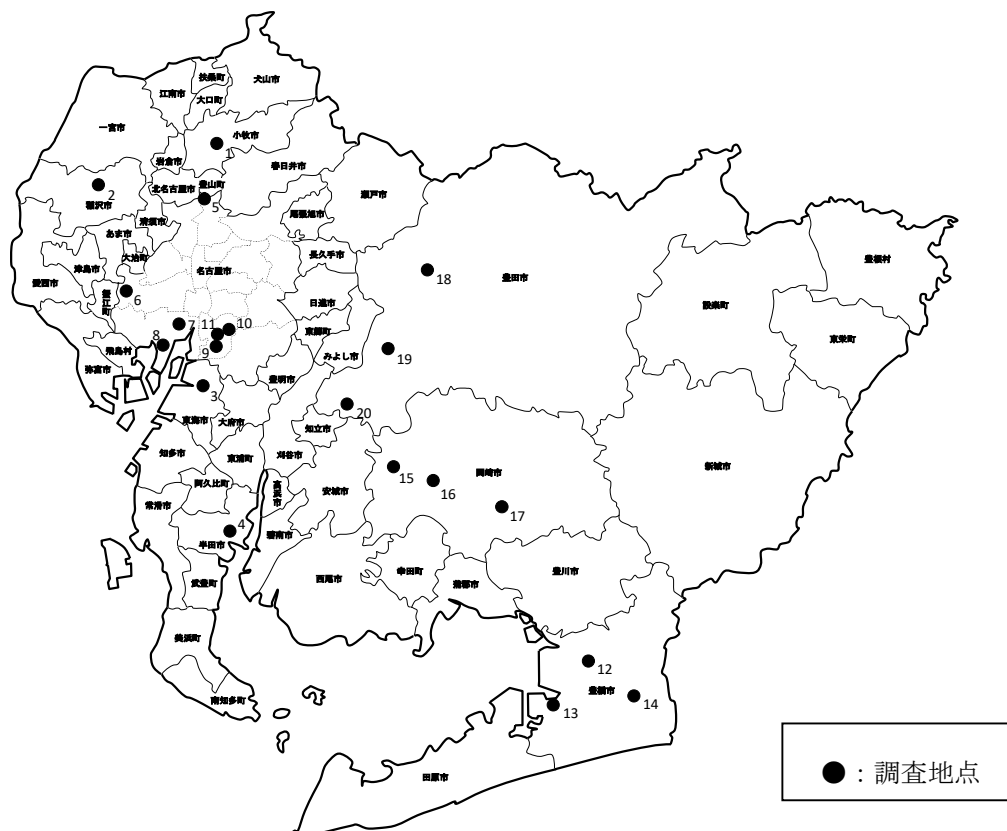 扶桑町
犬山市
江南市
大口町
一宮市
小牧市
1
岩倉市
春日井市
北名古屋市
豊山町
瀬戸市
2
稲沢市
5
清須市
尾張旭市
あま市
大治町
長久手市
津島市
名古屋市
豊根村
愛西市
蟹江町
6
18
豊田市
設楽町
日進市
東郷町
東栄町
7
11
10
8
9
飛島村
みよし市
19
弥富市
豊明市
3
20
東海市
大府市
知立市
知多市
東浦町
刈谷市
15
岡崎市
新城市
阿久比町
16
常滑市
高浜市
安城市
17
4
半田市
碧南市
西尾市
幸田町
蒲郡市
豊川市
武豊町
美浜町
12
豊橋市
14
南知多町
13
田原市
●：調査地点